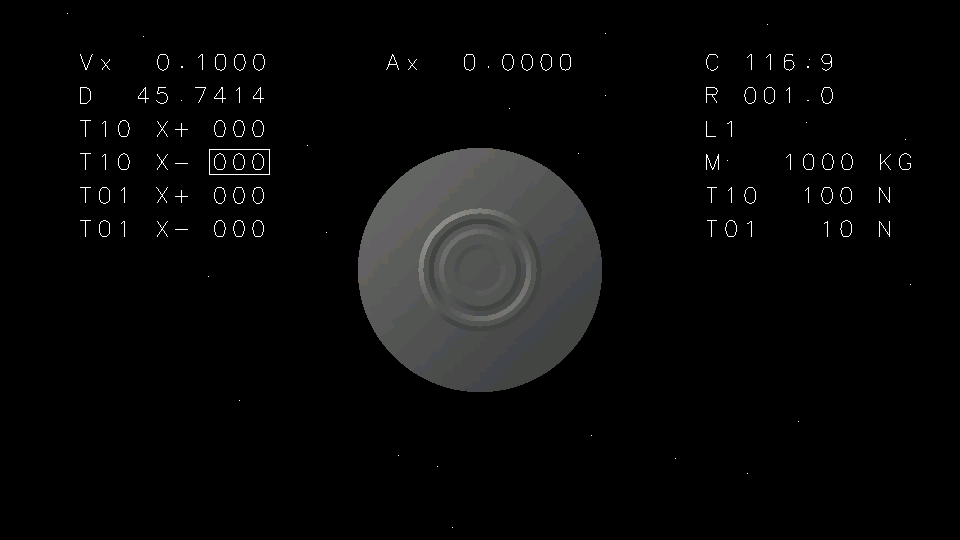 Vx 0.1000 Ax 0.0000 C 116.9
D 45.7414 R 001.0
T10 X+ 000 L1
T10 X- 000 M 1000 KG
T01 X+ 000 T10 100 N
T01 X- 000 T01 10 N